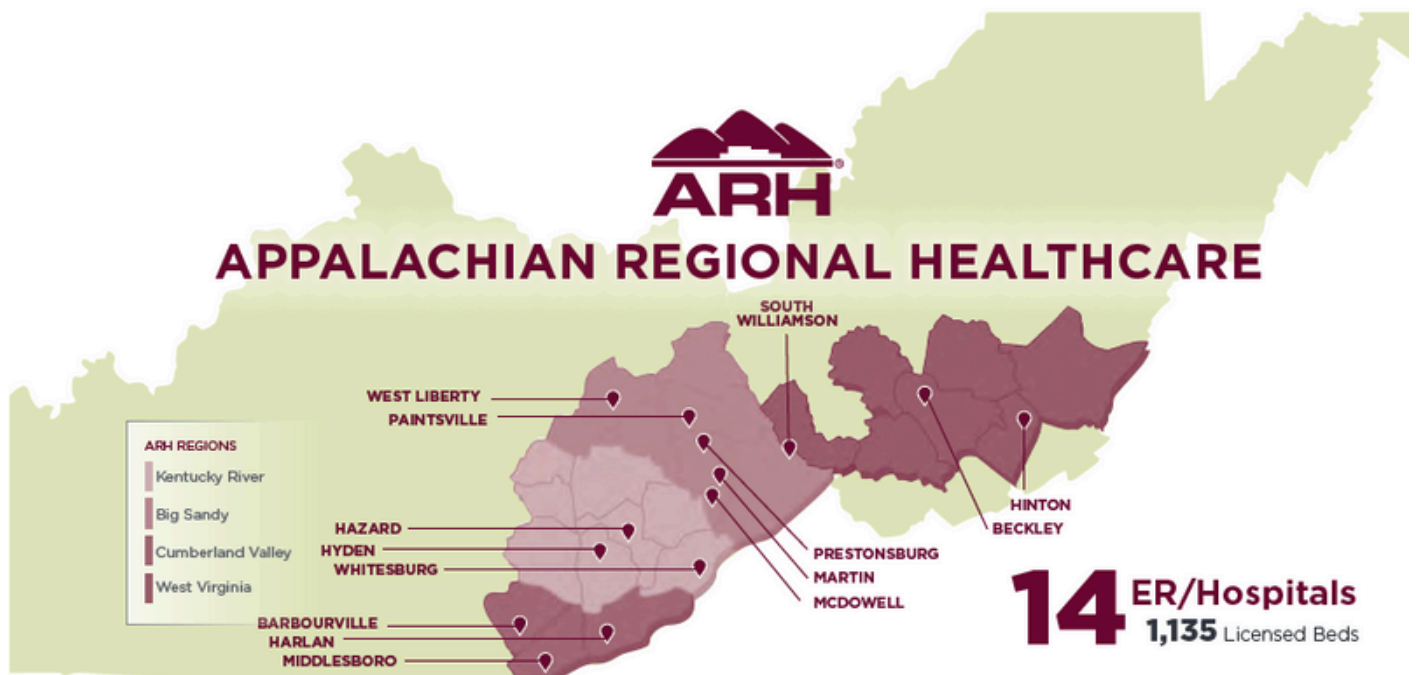 ARH®
APPALACHIAN REGIONAL HEALTHCARE
SOUTH
WILLIAMSON
WEST LIBERTY
PAINTSVILLE
ARH REGIONS
Kentucky River
Big Sandy
Cumberland Valley
West Virginia
HAZARD
HYDEN
WHITESBURG
BARBOURVILLE
HARLAN
MIDDLESBORO
HINTON
BECKLEY
PRESTONSBURG
MARTIN
MCDOWELL
14 ER/Hospitals
1,135 Licensed Beds